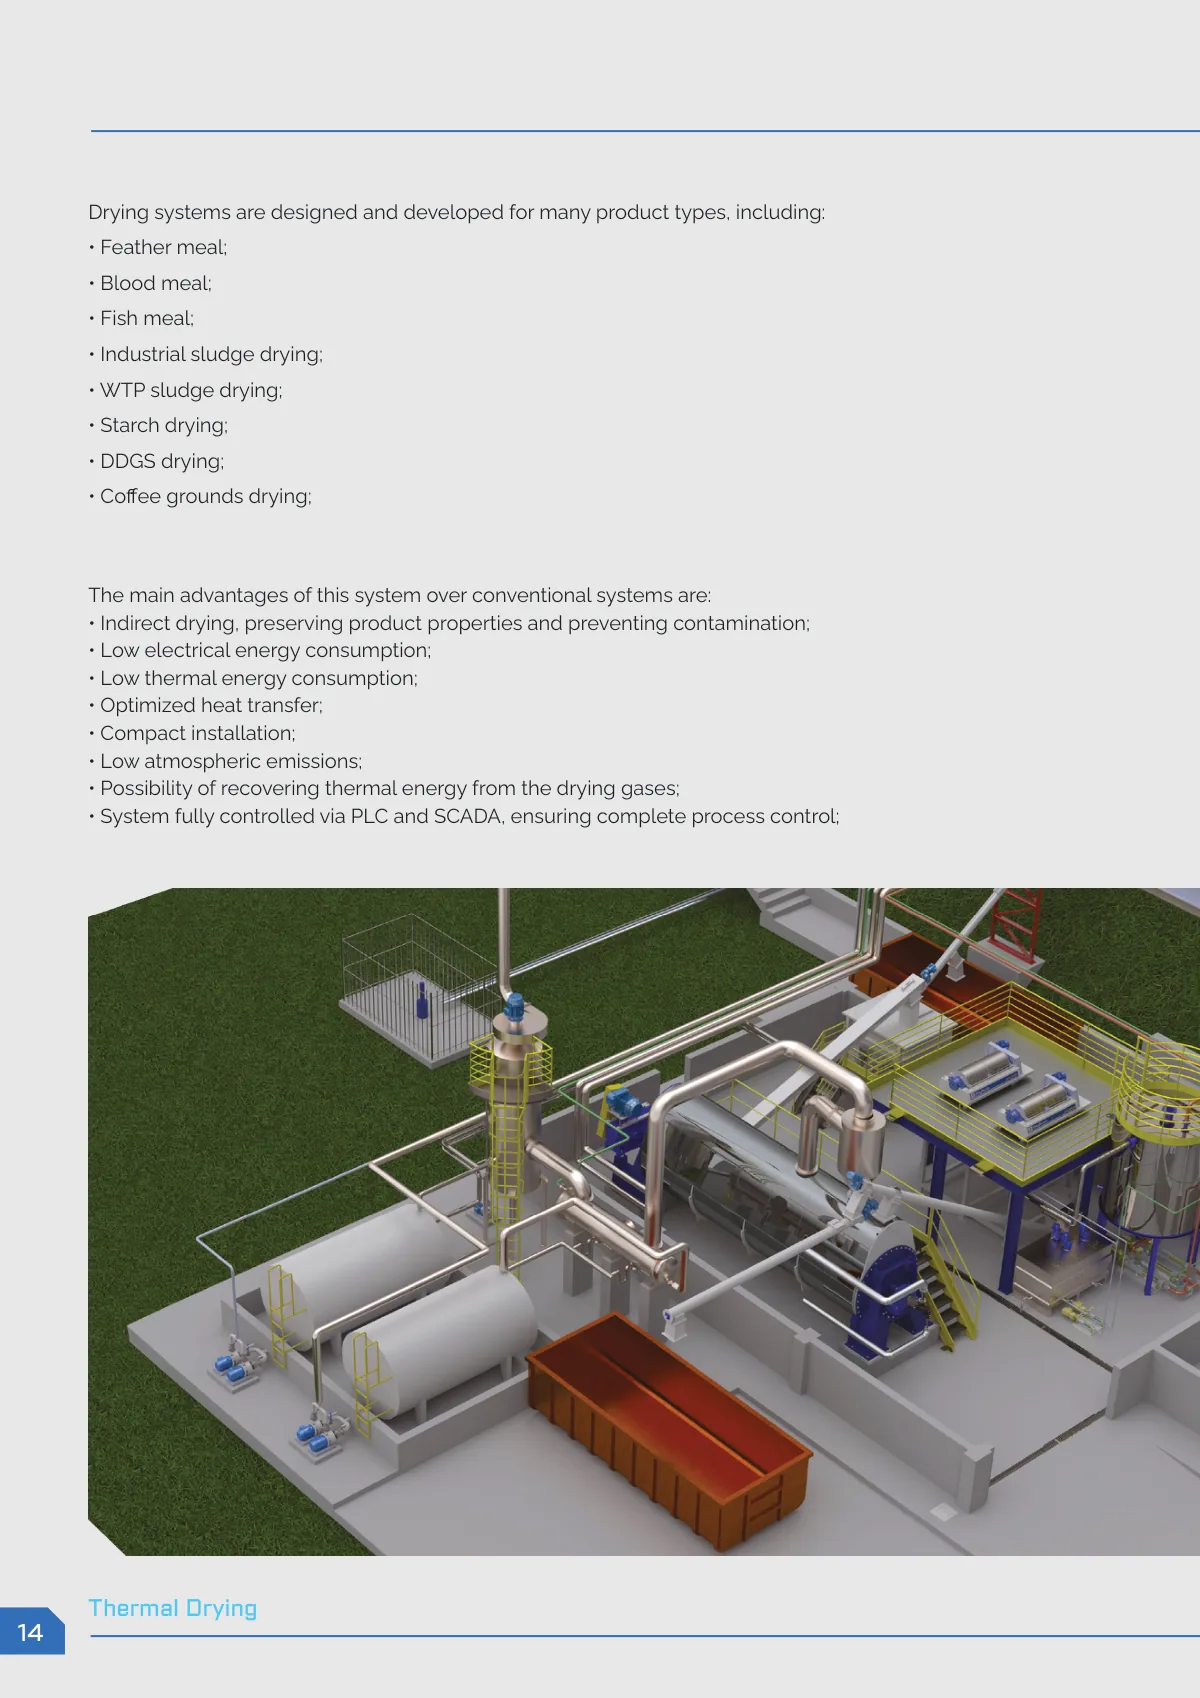 Drying systems are designed and developed for many product types, including:
• Feather meal;
• Blood meal;
• Fish meal;
• Industrial sludge drying;
• WTP sludge drying;
• Starch drying;
• DDGS drying;
• Coffee grounds drying;
The main advantages of this system over conventional systems are:
• Indirect drying, preserving product properties and preventing contamination;
• Low electrical energy consumption;
• Low thermal energy consumption;
• Optimized heat transfer;
• Compact installation;
• Low atmospheric emissions;
• Possibility of recovering thermal energy from the drying gases;
• System fully controlled via PLC and SCADA, ensuring complete process control;
Thermal Drying
14